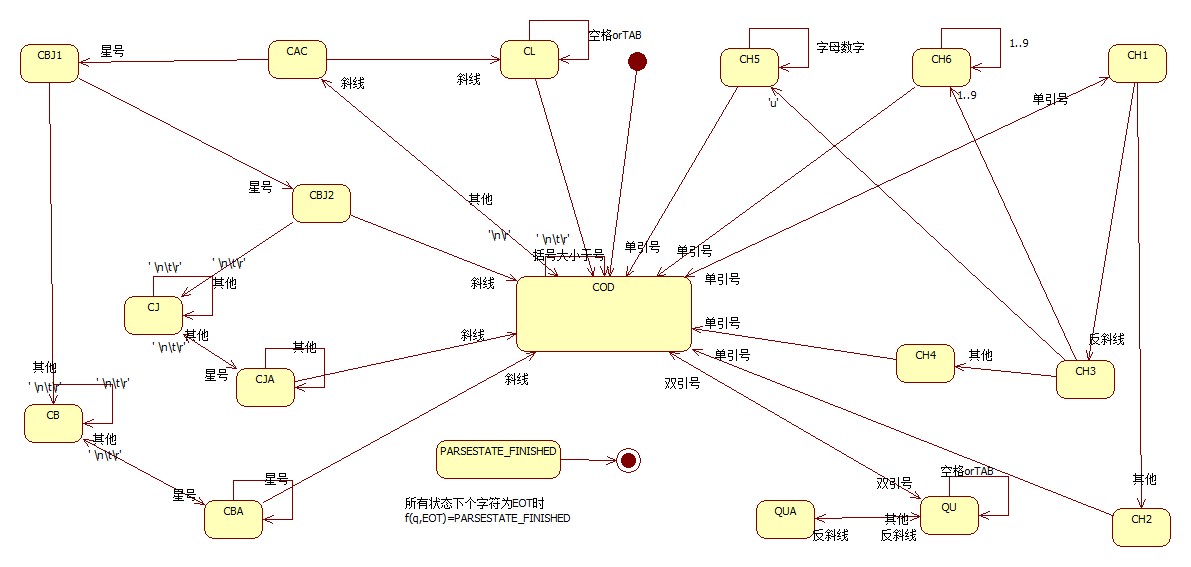 空格orTAB
1..9
字母数字
CBJ1
星号
CAC
CL
CH5
CH6
CH1
斜线
斜线
'u'
1..9
单引号
星号
CBJ2
其他
'\n\r'
' \n\t\r'
括号大小于号
单引号
单引号
单引号
' \n\t\r'
' \n\t\r'
其他
斜线
COD
CJ
其他
' \n\t\r'
斜线
单引号
反斜线
其他
星号
其他
CJA
斜线
双引号
单引号
CH4
其他
CH3
' \n\t\r'
' \n\t\r'
CB
其他
' \n\t\r'
PARSESTATE_FINISHED
空格orTAB
星号
星号
双引号
其他
CBA
所有状态下个字符为EOT时
f(q,EOT)=PARSESTATE_FINISHED
QUA
其他
QU
CH2
反斜线
反斜线